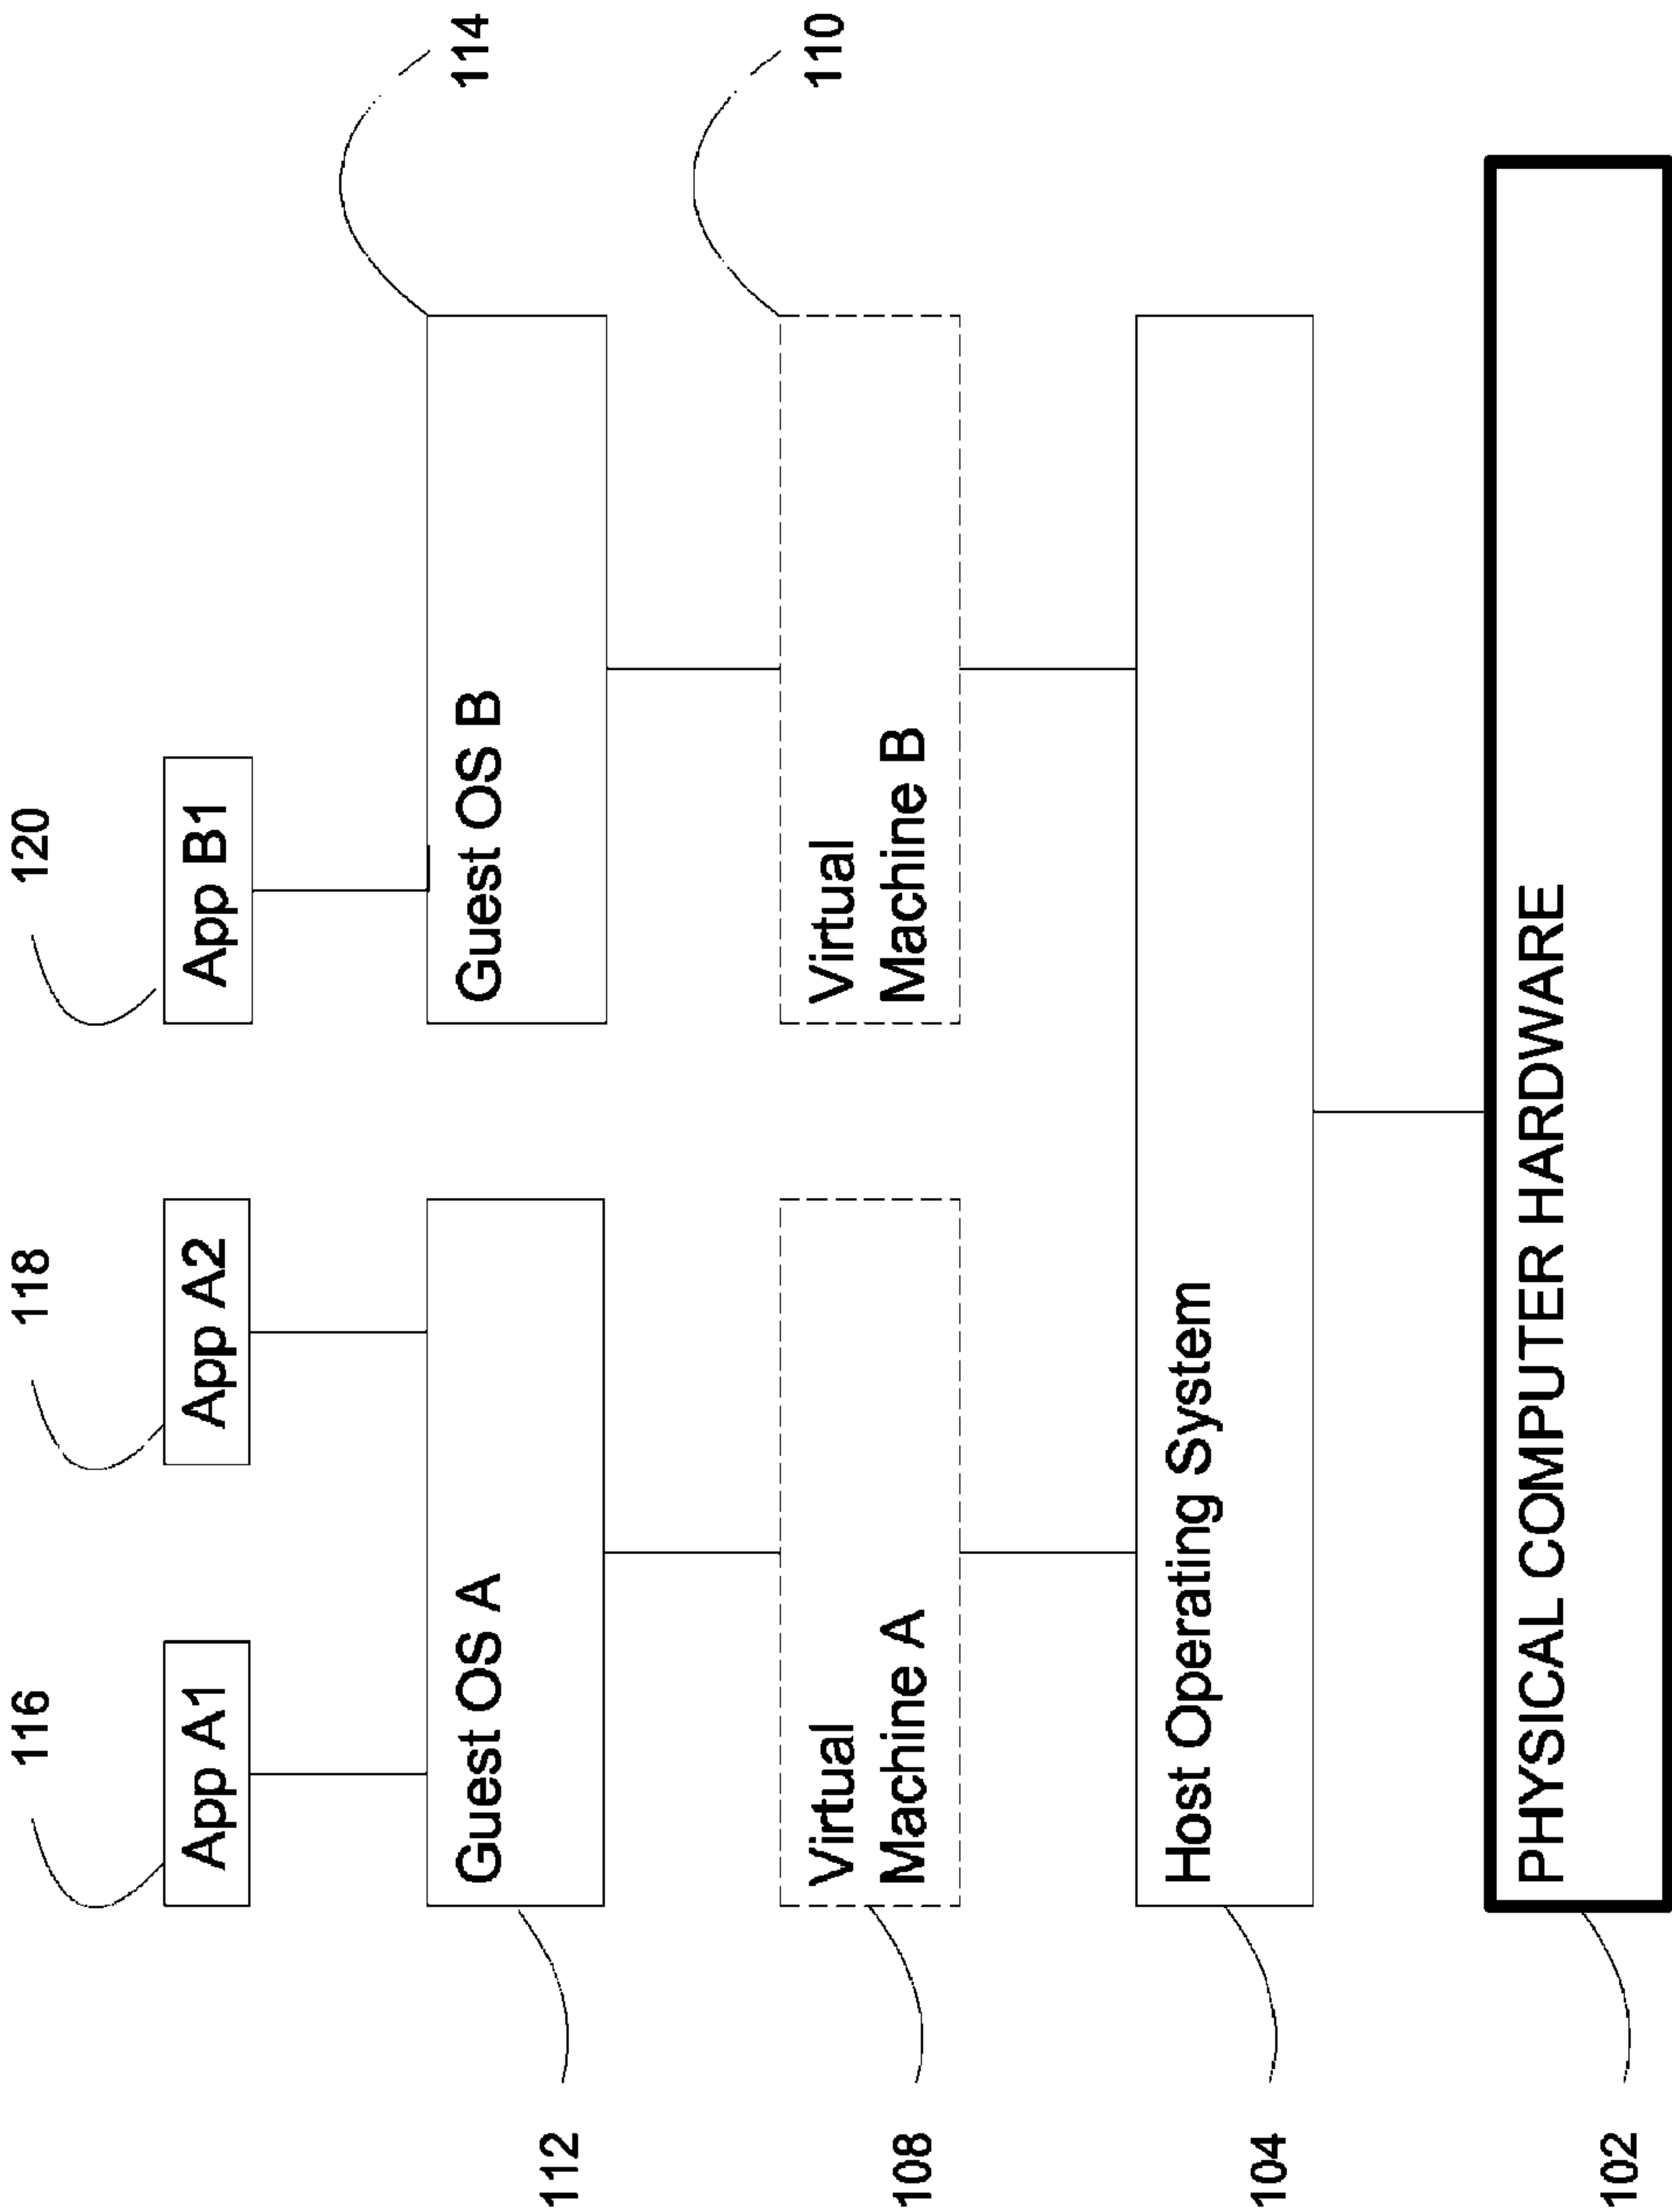 116
118
120
App A1
App A2
App B1
114
Guest OS A
Guest OS B
112
110
Virtual
Machine A
Virtual
Machine B
108
Host Operating System
104
PHYSICAL COMPUTER HARDWARE
102